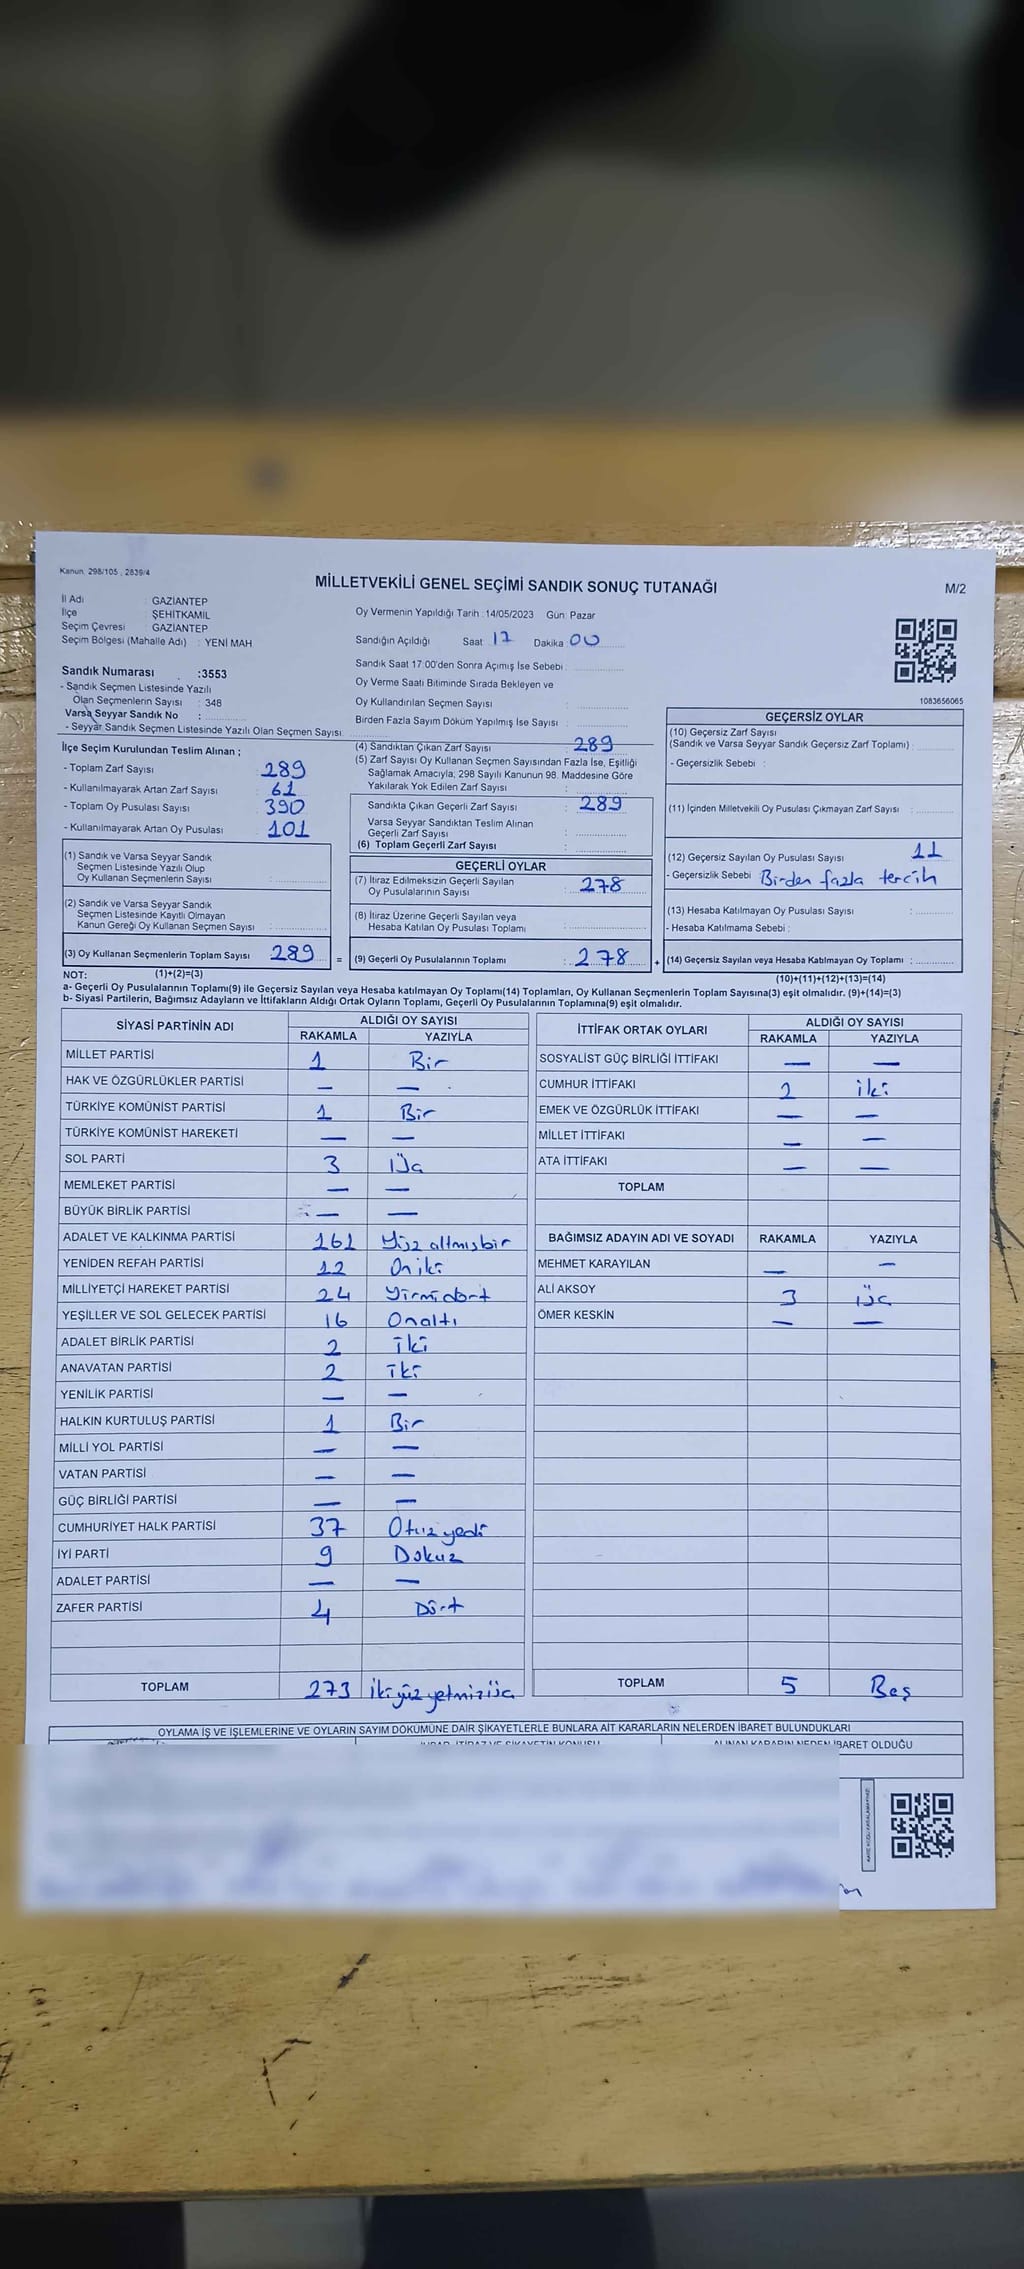 Kanun, 298/105 , 2839/4
MİLLETVEKİLİ GENEL SEÇİMİ SANDIK SONUÇ TUTANAĞI
M/2
İl Adı : GAZİANTEP
İlçe : ŞEHİTKAMİL
Seçim Çevresi : GAZİANTEP
Seçim Bölgesi (Mahalle Adı) : YENİ MAH
Oy Vermenin Yapıldığı Tarih :14/05/2023 Gün: Pazar
Sandığın Açıldığı Saat 17 Dakika 00
Sandık Saat 17:00'den Sonra Açımış İse Sebebi :
Oy Verme Saati Bitiminde Sırada Bekleyen ve
Oy Kullandırılan Seçmen Sayısı :
Birden Fazla Sayım Döküm Yapılmış İse Sayısı :
1083656065
Sandık Numarası :3553
- Sandık Seçmen Listesinde Yazılı
Olan Seçmenlerin Sayısı : 348
Varsa Seyyar Sandık No :
- Seyyar Sandık Seçmen Listesinde Yazılı Olan Seçmen Sayısı:
İlçe Seçim Kurulundan Teslim Alınan ;
- Toplam Zarf Sayısı : 289
- Kullanılmayarak Artan Zarf Sayısı : 61
- Toplam Oy Pusulası Sayısı : 390
- Kullanılmayarak Artan Oy Pusulası : 101
(1) Sandık ve Varsa Seyyar Sandık
Seçmen Listesinde Yazılı Olup
Oy Kullanan Seçmenlerin Sayısı :
(2) Sandık ve Varsa Seyyar Sandık
Seçmen Listesinde Kayıtlı Olmayan
Kanun Gereği Oy Kullanan Seçmen Sayısı :
(3) Oy Kullanan Seçmenlerin Toplam Sayısı : 289 =
(4) Sandıktan Çıkan Zarf Sayısı : 289
(5) Zarf Sayısı Oy Kullanan Seçmen Sayısından Fazla İse, Eşitliği
Sağlamak Amacıyla; 298 Sayılı Kanunun 98. Maddesine Göre
Yakılarak Yok Edilen Zarf Sayısı :
Sandıkta Çıkan Geçerli Zarf Sayısı : 289
Varsa Seyyar Sandıktan Teslim Alınan
Geçerli Zarf Sayısı :
(6) Toplam Geçerli Zarf Sayısı :
GEÇERLİ OYLAR
(7) İtiraz Edilmeksizin Geçerli Sayılan
Oy Pusulalarının Sayısı : 278
(8) İtiraz Üzerine Geçerli Sayılan veya
Hesaba Katılan Oy Pusulası Toplamı :
(9) Geçerli Oy Pusulalarının Toplamı : 278 +
GEÇERSİZ OYLAR
(10) Geçersiz Zarf Sayısı
(Sandık ve Varsa Seyyar Sandık Geçersiz Zarf Toplamı) :
- Geçersizlik Sebebi :
(11) İçinden Milletvekili Oy Pusulası Çıkmayan Zarf Sayısı :
(12) Geçersiz Sayılan Oy Pusulası Sayısı : 11
- Geçersizlik Sebebi Birden fazla tercih
(13) Hesaba Katılmayan Oy Pusulası Sayısı :
- Hesaba Katılmama Sebebi :
(14) Geçersiz Sayılan veya Hesaba Katılmayan Oy Toplamı :
NOT: (1)+(2)=(3)
(10)+(11)+(12)+(13)=(14)
a- Geçerli Oy Pusulalarının Toplamı(9) ile Geçersiz Sayılan veya Hesaba katılmayan Oy Toplamı(14) Toplamları, Oy Kullanan Seçmenlerin Toplam Sayısına(3) eşit olmalıdır. (9)+(14)=(3)
b- Siyasi Partilerin, Bağımsız Adayların ve İttifakların Aldığı Ortak Oyların Toplamı, Geçerli Oy Pusulalarının Toplamına(9) eşit olmalıdır.
SİYASİ PARTİNİN ADI ALDIĞI OY SAYISI
RAKAMLA YAZIYLA
MİLLET PARTİSİ 1 Bir
HAK VE ÖZGÜRLÜKLER PARTİSİ — —
TÜRKİYE KOMÜNİST PARTİSİ 1 Bir
TÜRKİYE KOMÜNİST HAREKETİ — —
SOL PARTİ 3 Üç
MEMLEKET PARTİSİ — —
BÜYÜK BİRLİK PARTİSİ — —
ADALET VE KALKINMA PARTİSİ 161 Yüz altmışbir
YENİDEN REFAH PARTİSİ 12 Oniki
MİLLİYETÇİ HAREKET PARTİSİ 24 Yirmidört
YEŞİLLER VE SOL GELECEK PARTİSİ 16 Onaltı
ADALET BİRLİK PARTİSİ 2 iki
ANAVATAN PARTİSİ 2 iki
YENİLİK PARTİSİ — —
HALKIN KURTULUŞ PARTİSİ 1 Bir
MİLLİ YOL PARTİSİ — —
VATAN PARTİSİ — —
GÜÇ BİRLİĞİ PARTİSİ — —
CUMHURİYET HALK PARTİSİ 37 Otuz yedi
İYİ PARTİ 9 Dokuz
ADALET PARTİSİ — —
ZAFER PARTİSİ 4 Dört
TOPLAM 273 İkiyüz yetmişüç
İTTİFAK ORTAK OYLARI ALDIĞI OY SAYISI
RAKAMLA YAZIYLA
SOSYALİST GÜÇ BİRLİĞİ İTTİFAKI — —
CUMHUR İTTİFAKI 2 iki
EMEK VE ÖZGÜRLÜK İTTİFAKI — —
MİLLET İTTİFAKI — —
ATA İTTİFAKI — —
TOPLAM
BAĞIMSIZ ADAYIN ADI VE SOYADI RAKAMLA YAZIYLA
MEHMET KARAYILAN — —
ALİ AKSOY 3 üç
ÖMER KESKİN — —
TOPLAM 5 Beş
OYLAMA İŞ VE İŞLEMLERİNE VE OYLARIN SAYIM DÖKÜMÜNE DAİR ŞİKAYETLERLE BUNLARA AİT KARARLARIN NELERDEN İBARET BULUNDUKLARI
ALINAN KARARIN NEDEN İBARET OLDUĞU